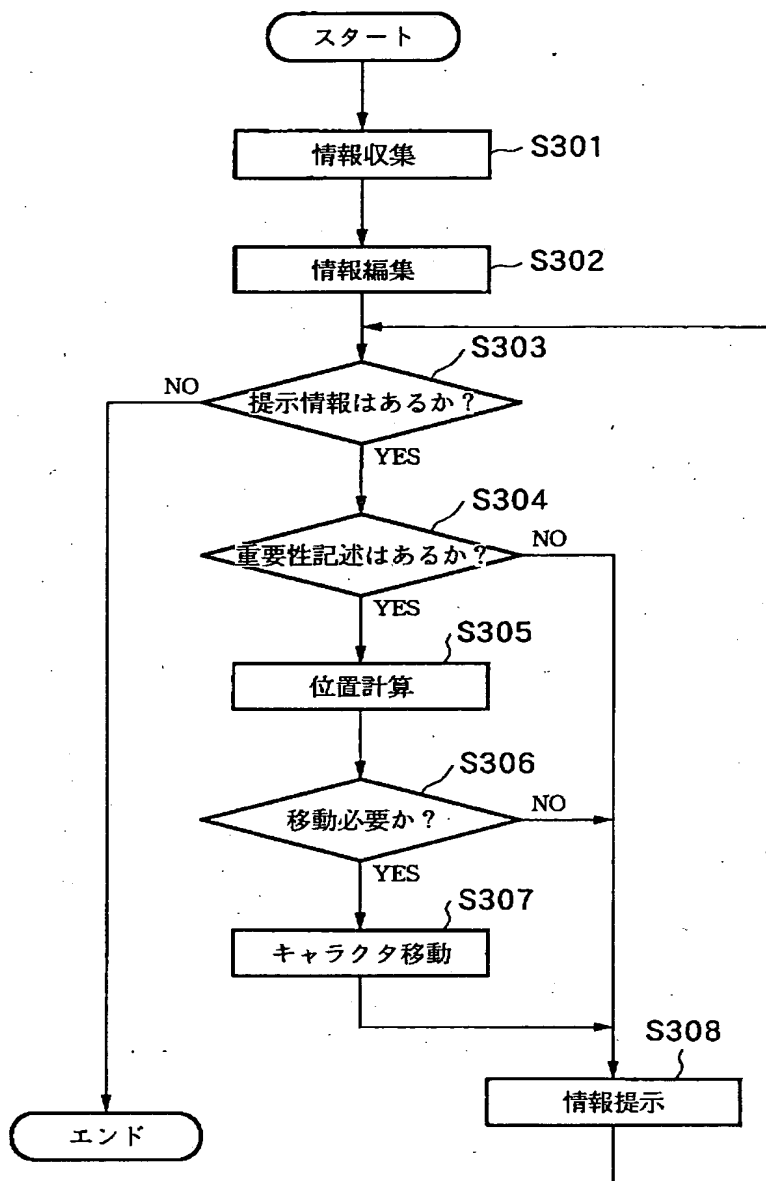 スタート
情報収集
S301
情報編集
S302
S303
NO
提示情報はあるか?
YES
S304
重要性記述はあるか?
NO
YES
S305
位置計算
S306
移動必要か?
NO
YES
S307
キャラクタ移動
S308
情報提示
エンド